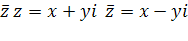 z̄ z = x + yi z̄ = x − yi